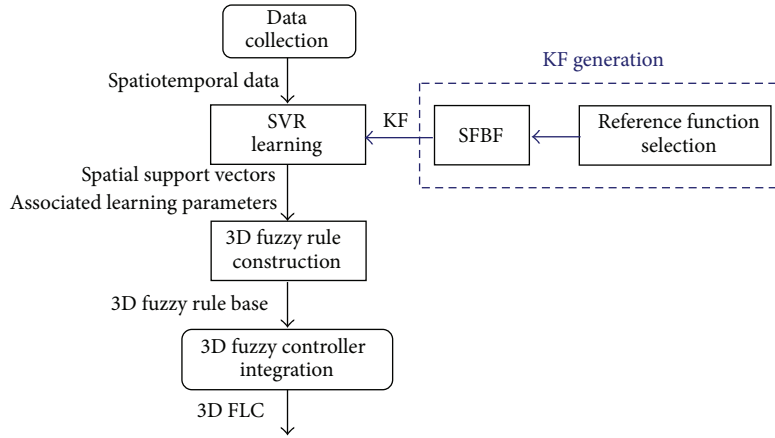 Data
collection
KF generation
Spatiotemporal data
SVR
learning
KF
SFBF
Reference function
selection
Spatial support vectors
Associated learning parameters
3D fuzzy rule
construction
3D fuzzy rule base
3D fuzzy controller
integration
3D FLC